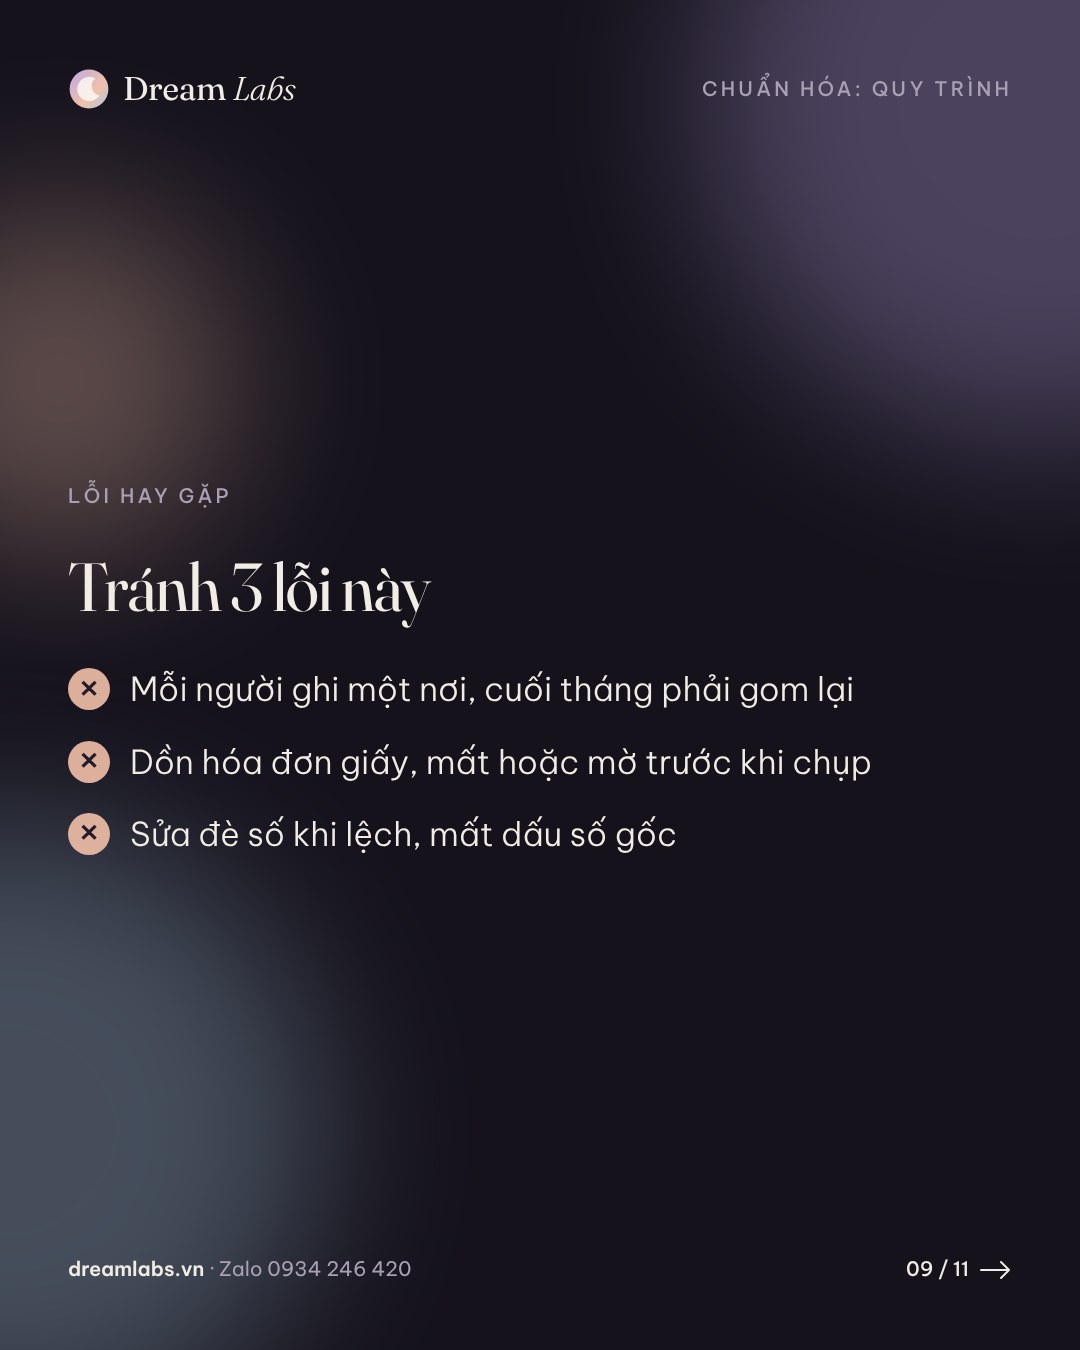 Dream Labs
CHUẨN HÓA: QUY TRÌNH
LỖI HAY GẶP
Tránh 3 lỗi này
Mỗi người ghi một nơi, cuối tháng phải gom lại
Dồn hóa đơn giấy, mất hoặc mờ trước khi chụp
Sửa đè số khi lệch, mất dấu số gốc
dreamlabs.vn · Zalo 0934 246 420
09 / 11